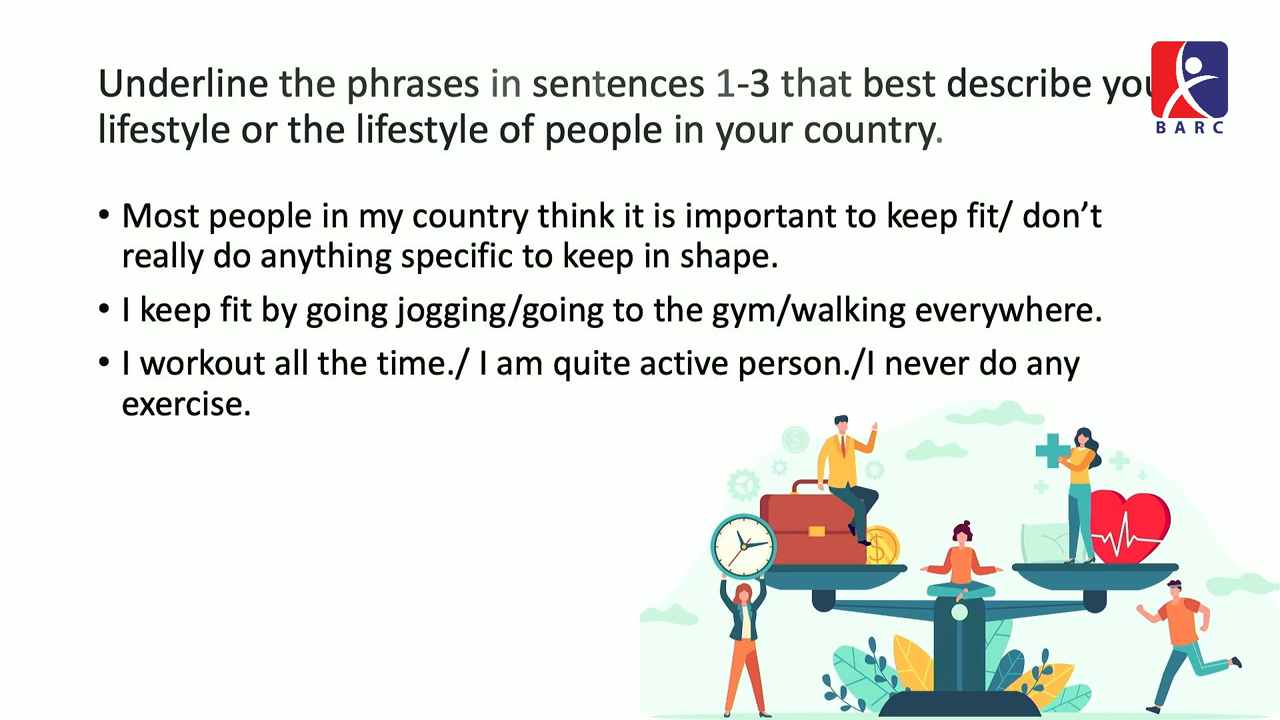 Underline the phrases in sentences 1-3 that best describe you
lifestyle or the lifestyle of people in your country.
BARC
• Most people in my country think it is important to keep fit/ don’t
really do anything specific to keep in shape.
• I keep fit by going jogging/going to the gym/walking everywhere.
• I workout all the time./ I am quite active person./I never do any
exercise.